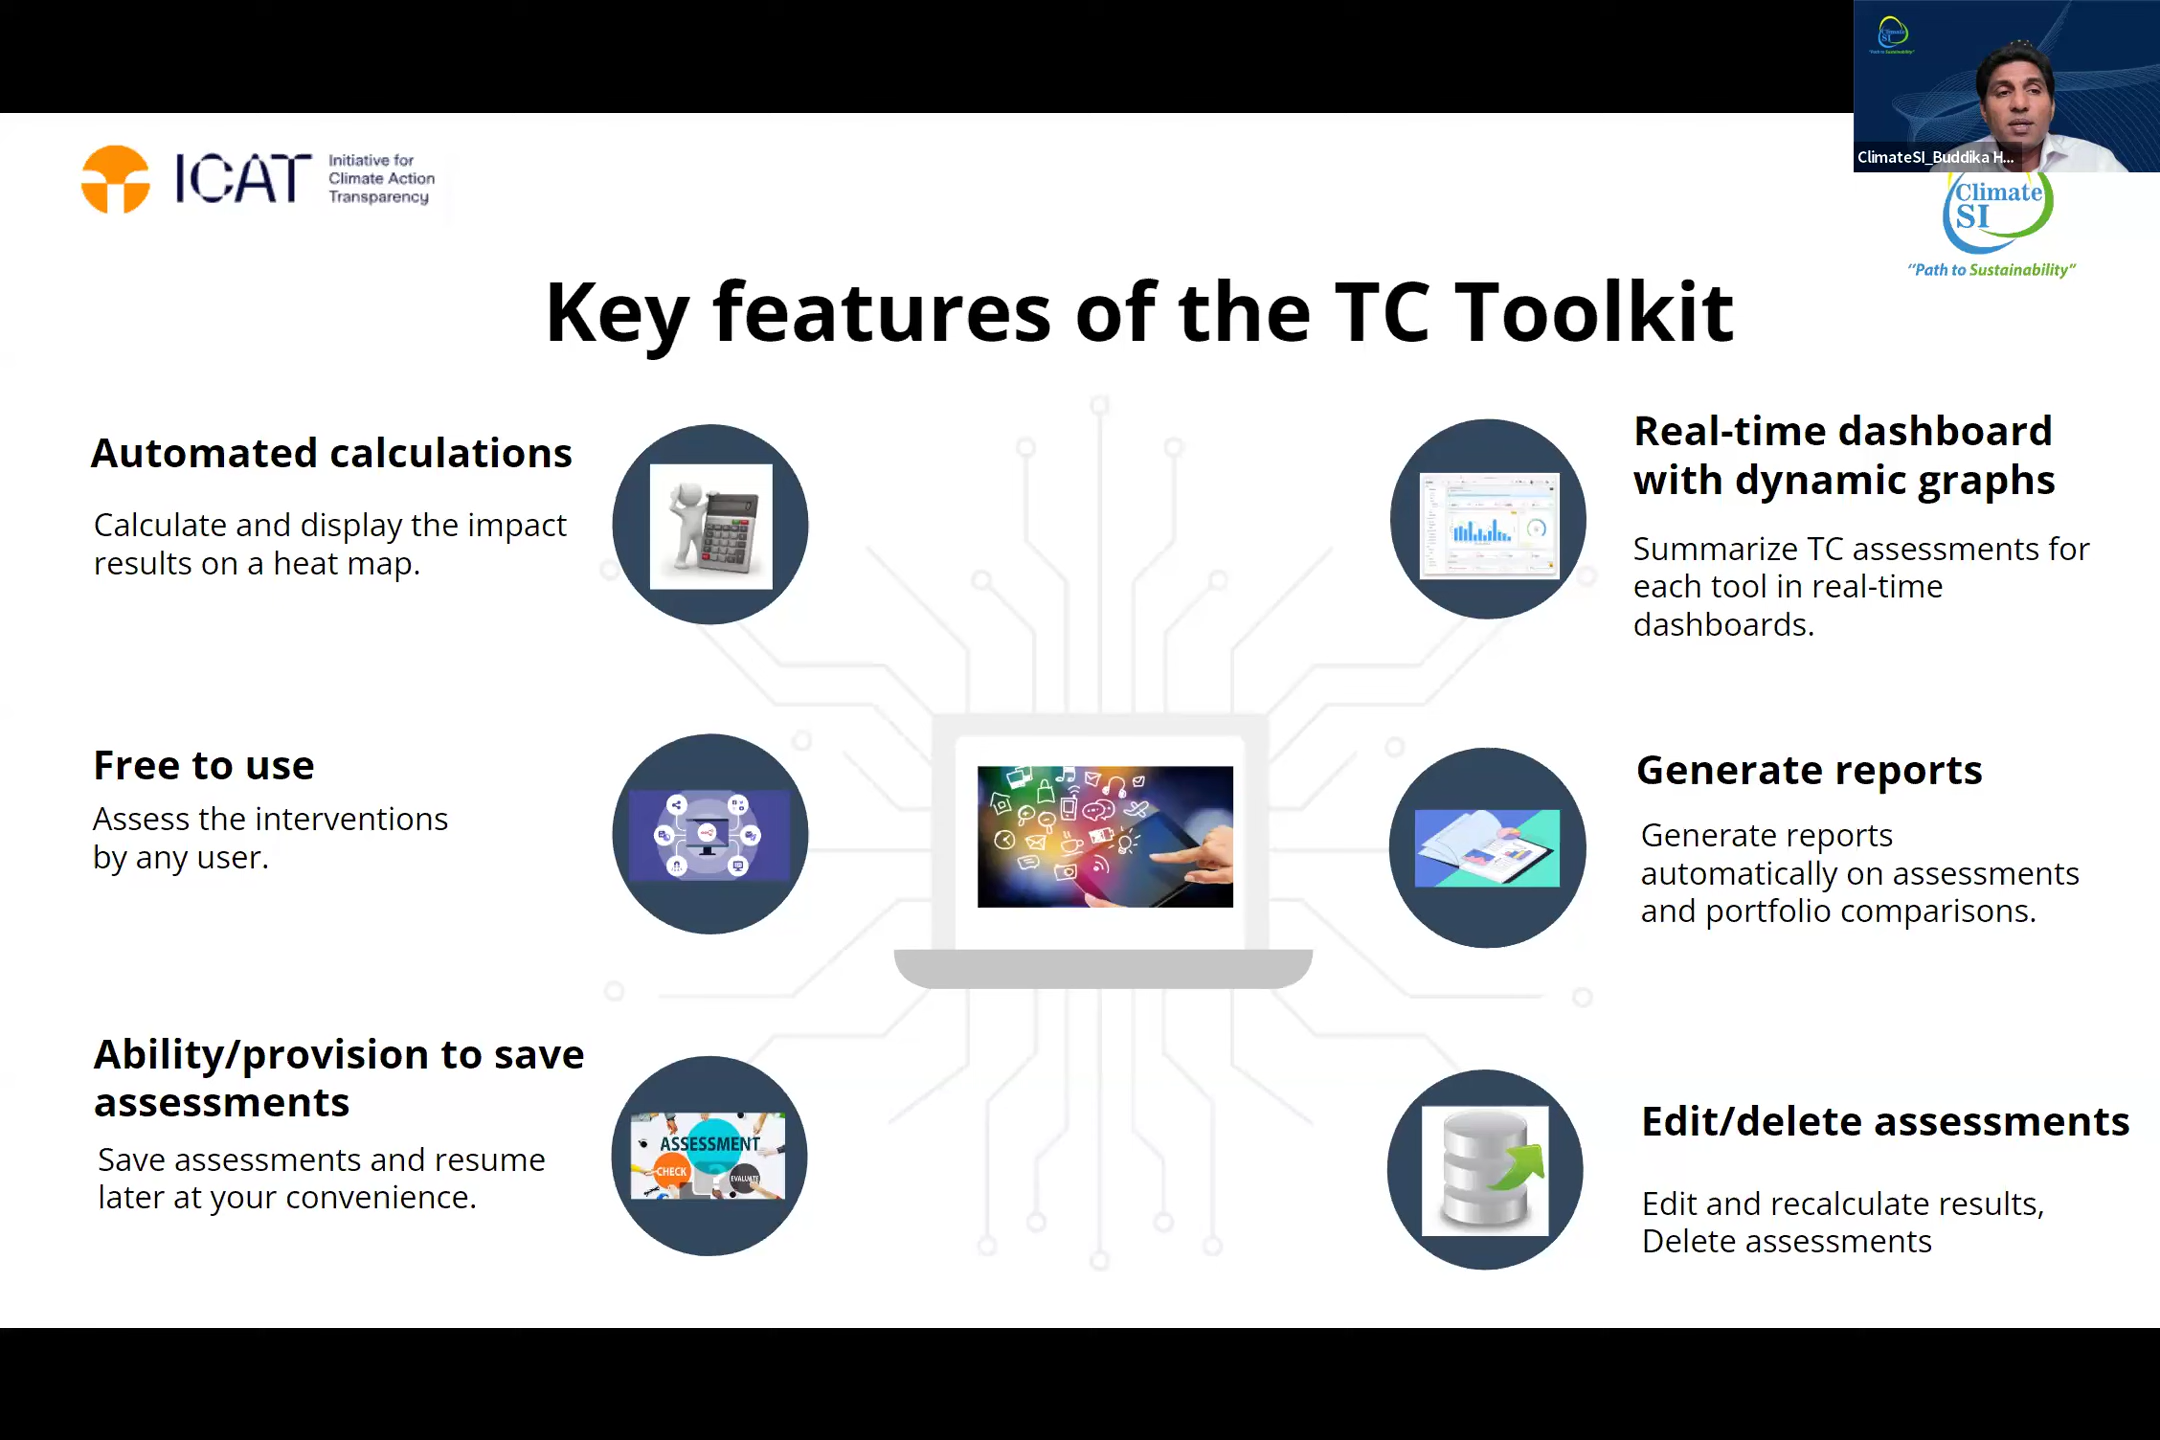 ClimateSI_Buddika H...
ICAT
Initiative for
Climate Action
Transparency
Climate
SI
"Path to Sustainability"
Key features of the TC Toolkit
Automated calculations
Calculate and display the impact
results on a heat map.
Free to use
Assess the interventions
by any user.
Ability/provision to save
assessments
Save assessments and resume
later at your convenience.
ASSESSMENT
CHECK
EVALUATE
Real-time dashboard
with dynamic graphs
Summarize TC assessments for
each tool in real-time
dashboards.
Generate reports
Generate reports
automatically on assessments
and portfolio comparisons.
Edit/delete assessments
Edit and recalculate results,
Delete assessments